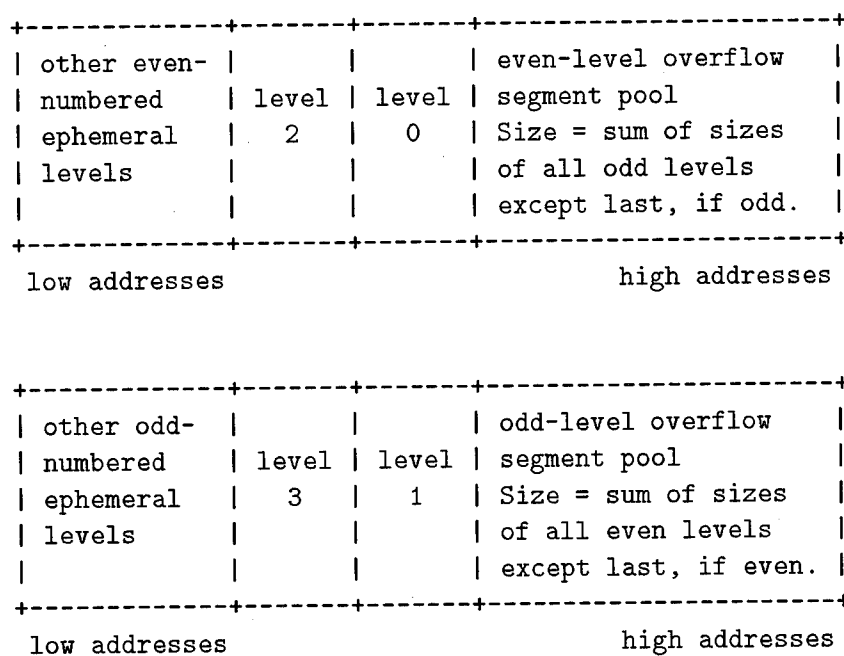 +-------------+-------+-------+-----------------------+
| other even- |       |       | even-level overflow   |
| numbered    | level | level | segment pool          |
| ephemeral   |   2   |   0   | Size = sum of sizes   |
| levels      |       |       | of all odd levels     |
|             |       |       | except last, if odd.  |
+-------------+-------+-------+-----------------------+
low addresses                            high addresses
+-------------+-------+-------+-----------------------+
| other odd-  |       |       | odd-level overflow    |
| numbered    | level | level | segment pool          |
| ephemeral   |   3   |   1   | Size = sum of sizes   |
| levels      |       |       | of all even levels    |
|             |       |       | except last, if even. |
+-------------+-------+-------+-----------------------+
low addresses                            high addresses